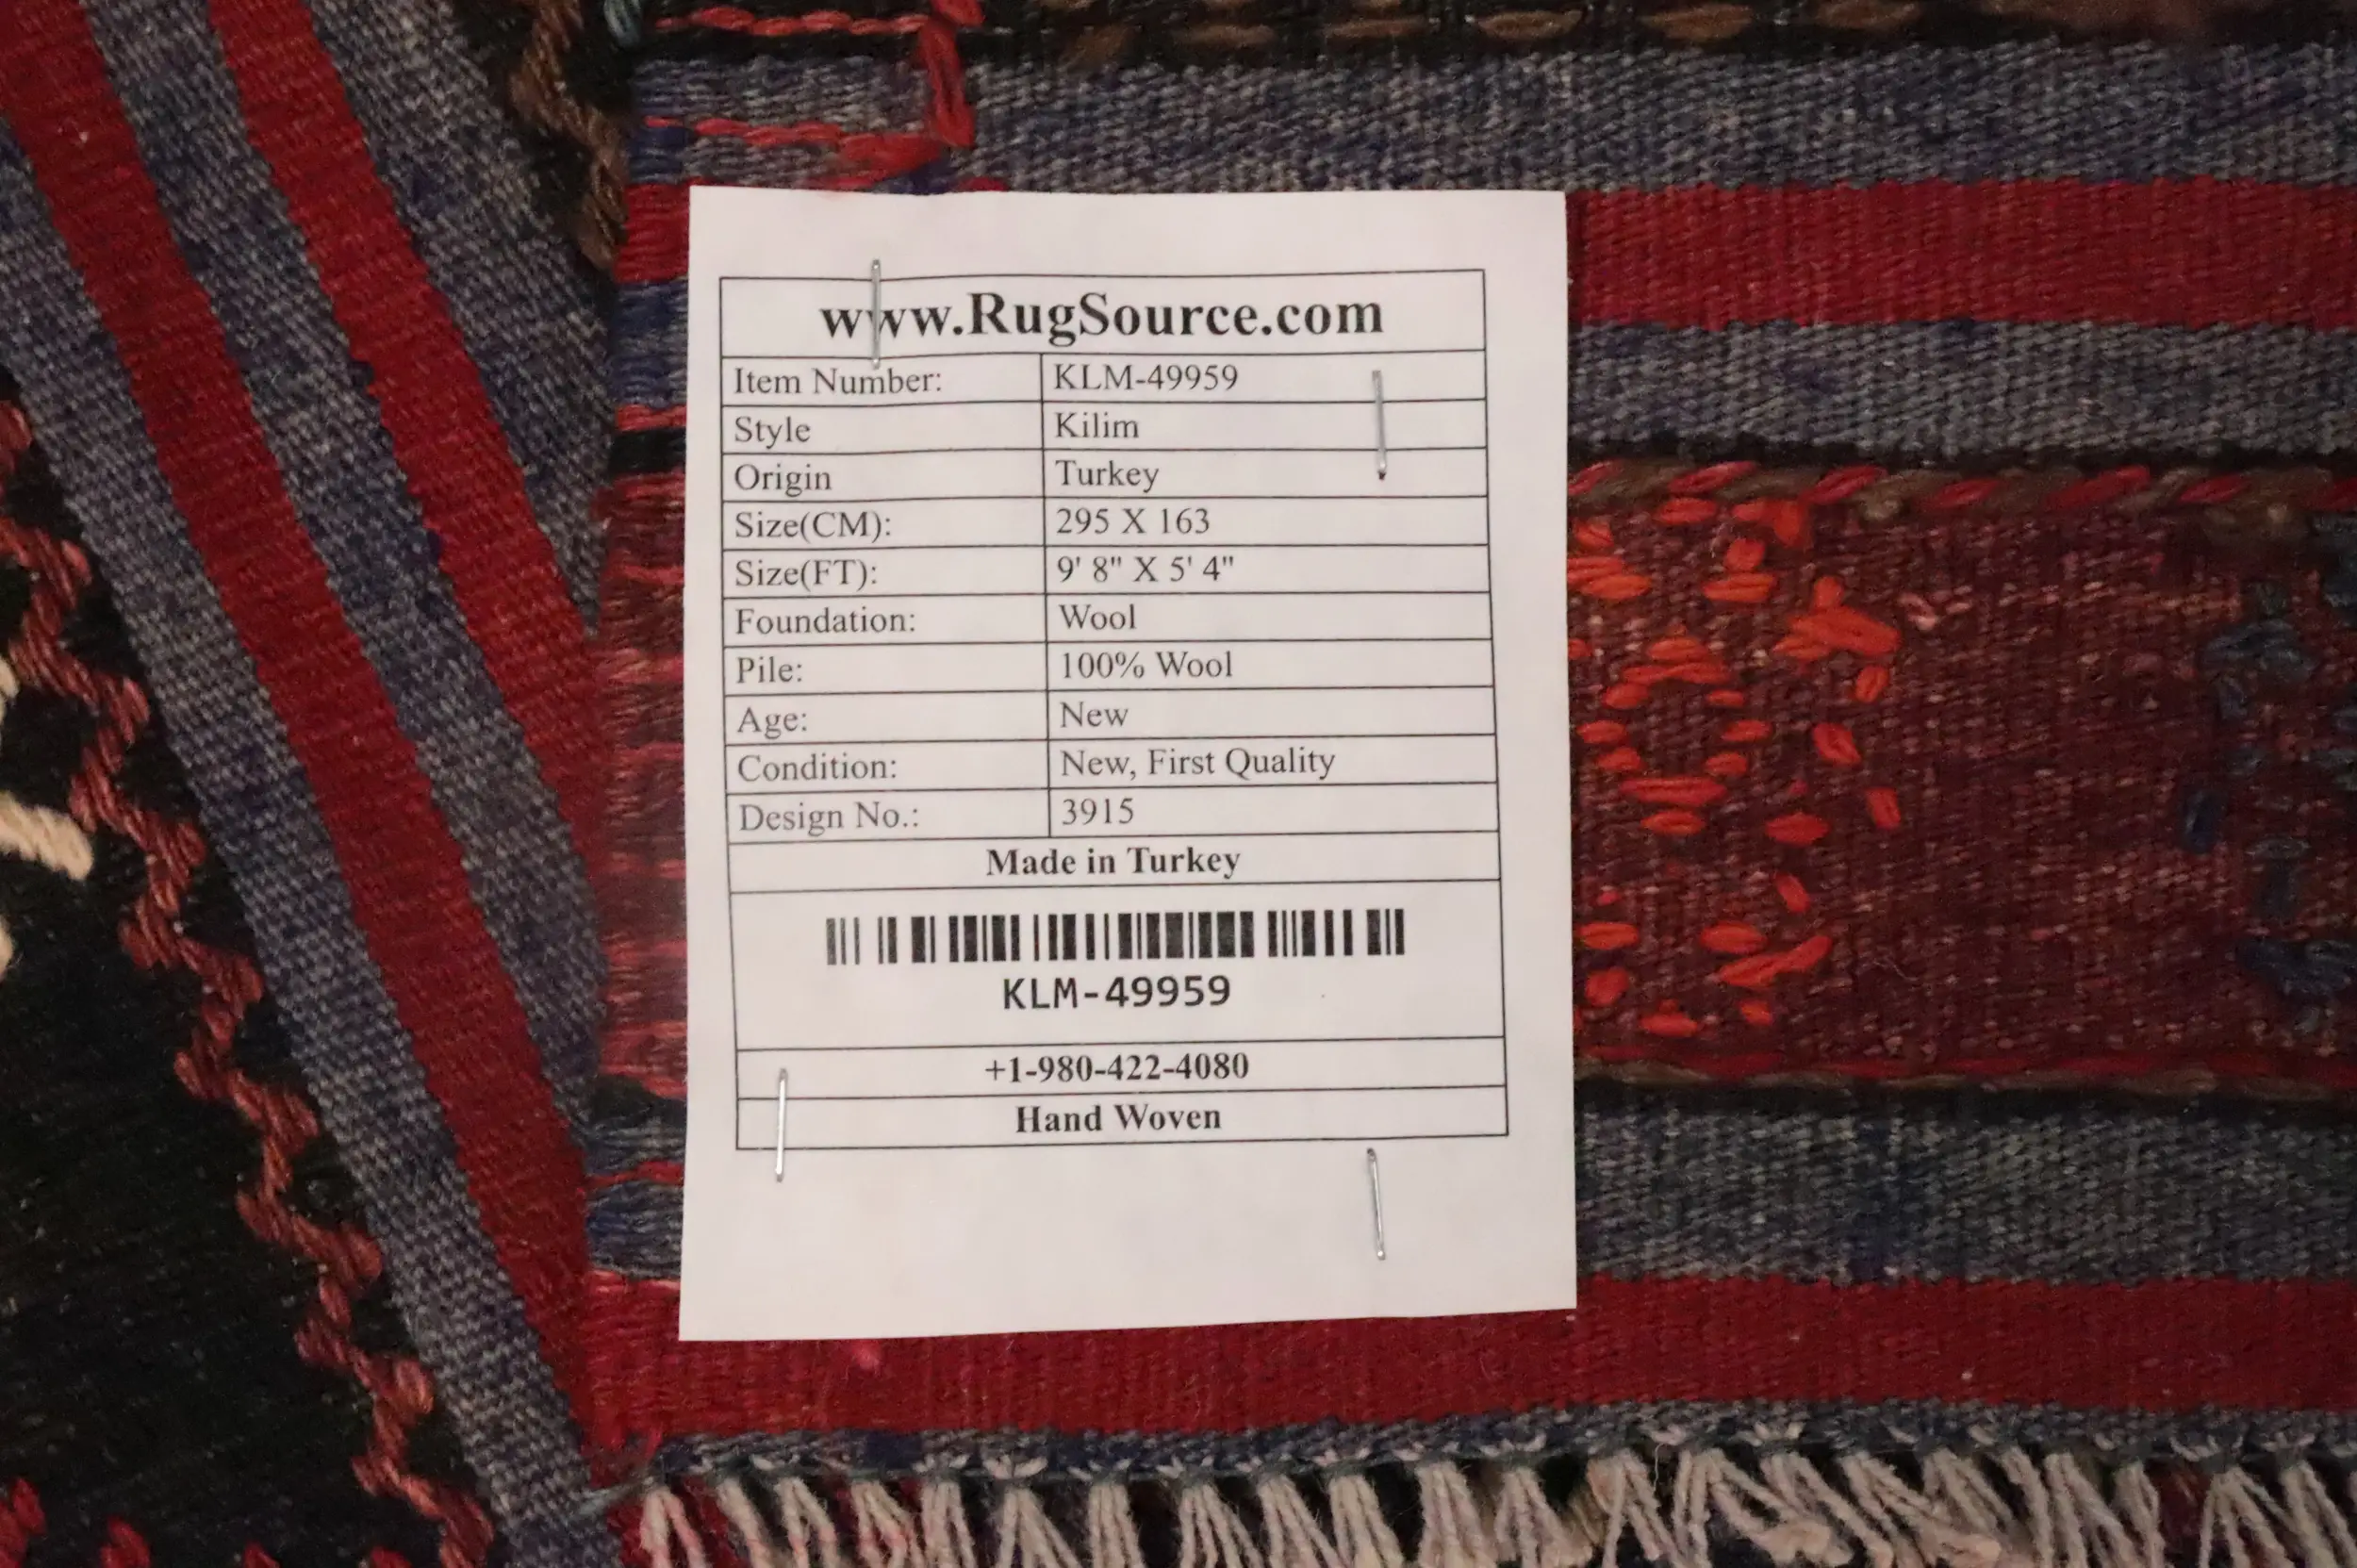 www.RugSource.com
Item Number: KLM-49959
Style Kilim
Origin Turkey
Size(CM): 295 X 163
Size(FT): 9' 8" X 5' 4"
Foundation: Wool
Pile: 100% Wool
Age: New
Condition: New, First Quality
Design No.: 3915
Made in Turkey
KLM-49959
+1-980-422-4080
Hand Woven